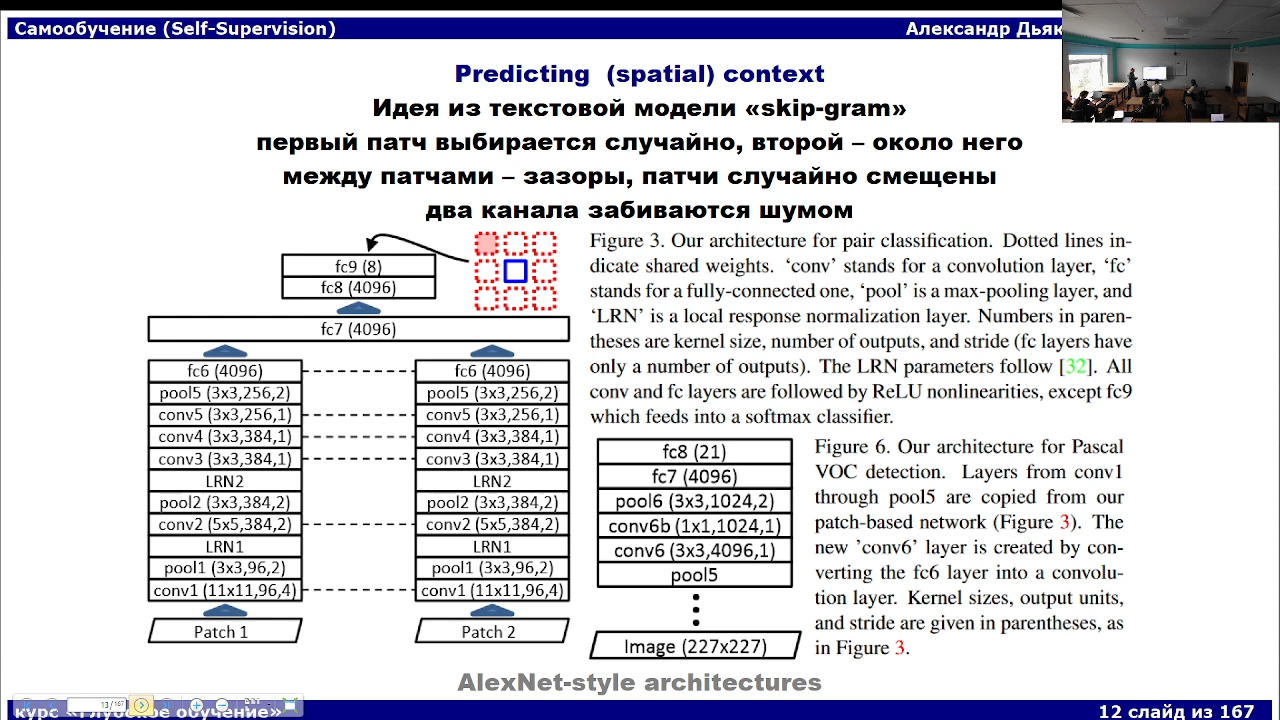 Самообучение (Self-Supervision)
Александр Дьяк
Predicting (spatial) context
Идея из текстовой модели «skip-gram»
первый патч выбирается случайно, второй – около него
между патчами – зазоры, патчи случайно смещены
два канала забиваются шумом
fc9 (8)
fc8 (4096)
fc7 (4096)
fc6 (4096)
pool5 (3x3,256,2)
conv5 (3x3,256,1)
conv4 (3x3,384,1)
conv3 (3x3,384,1)
LRN2
pool2 (3x3,384,2)
conv2 (5x5,384,2)
LRN1
pool1 (3x3,96,2)
conv1 (11x11,96,4)
Patch 1
fc6 (4096)
pool5 (3x3,256,2)
conv5 (3x3,256,1)
conv4 (3x3,384,1)
conv3 (3x3,384,1)
LRN2
pool2 (3x3,384,2)
conv2 (5x5,384,2)
LRN1
pool1 (3x3,96,2)
conv1 (11x11,96,4)
Patch 2
Figure 3. Our architecture for pair classification. Dotted lines in-
dicate shared weights. ‘conv’ stands for a convolution layer, ‘fc’
stands for a fully-connected one, ‘pool’ is a max-pooling layer, and
‘LRN’ is a local response normalization layer. Numbers in paren-
theses are kernel size, number of outputs, and stride (fc layers have
only a number of outputs). The LRN parameters follow [32]. All
conv and fc layers are followed by ReLU nonlinearities, except fc9
which feeds into a softmax classifier.
fc8 (21)
fc7 (4096)
pool6 (3x3,1024,2)
conv6b (1x1,1024,1)
conv6 (3x3,4096,1)
pool5
Image (227x227)
Figure 6. Our architecture for Pascal
VOC detection. Layers from conv1
through pool5 are copied from our
patch-based network (Figure 3). The
new ’conv6’ layer is created by con-
verting the fc6 layer into a convolu-
tion layer. Kernel sizes, output units,
and stride are given in parentheses, as
in Figure 3.
AlexNet-style architectures
13/167
курс «Глубокое обучение»
12 слайд из 167